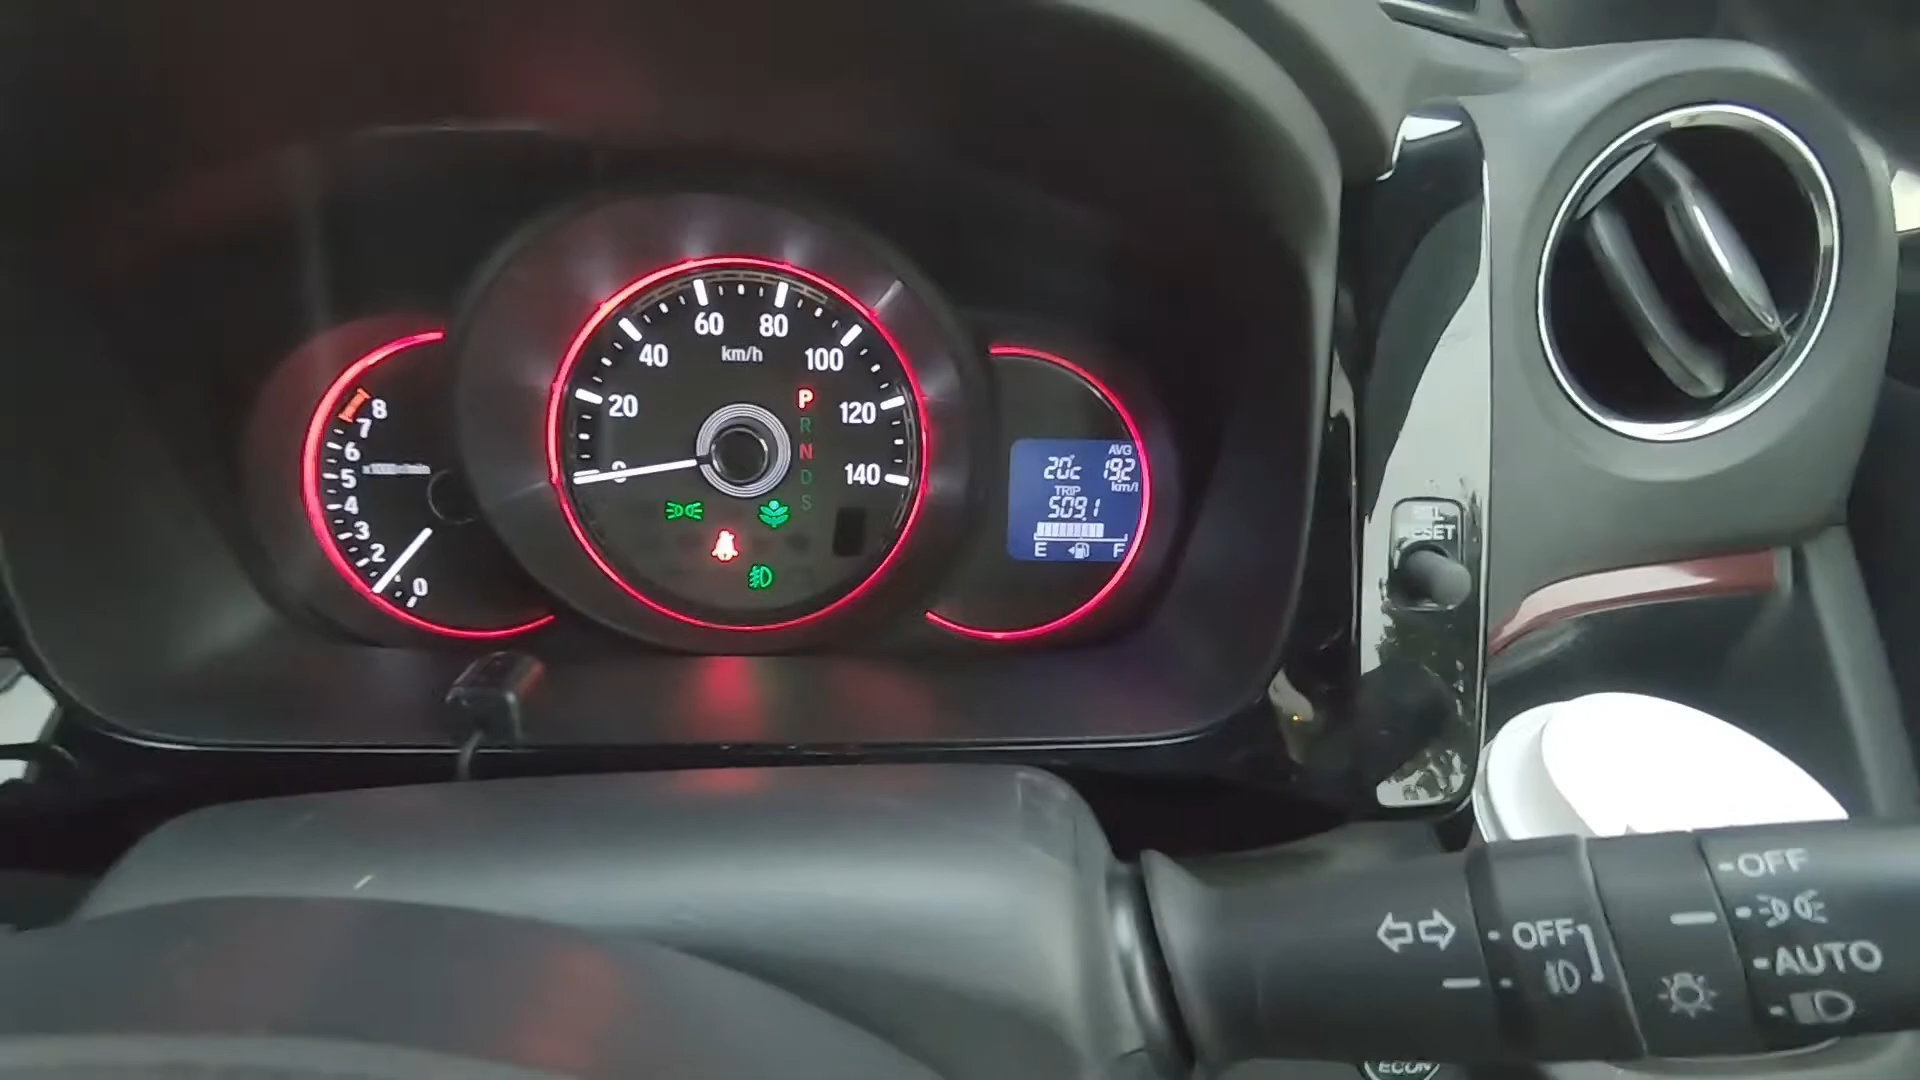 60 80
km/h
40 100
20 120
0 140
P
R
N
D
S
8
7
6
5
4
3
2
0
AVG
20°c 19.2
km/l
TRIP
509.1
E F
SEL
RESET
OFF
OFF
AUTO
ECON